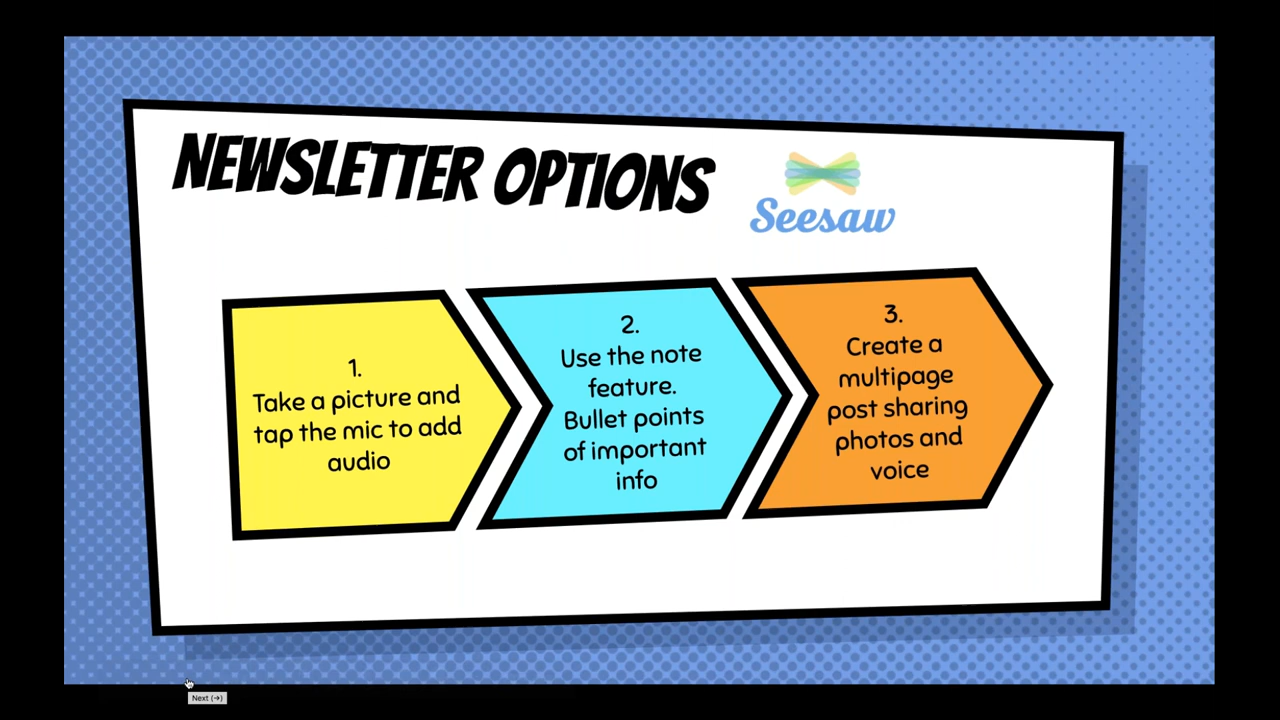 NEWSLETTER OPTIONS
Seesaw
1.
Take a picture and
tap the mic to add
audio
2.
Use the note
feature.
Bullet points
of important
info
3.
Create a
multipage
post sharing
photos and
voice
Next (→)